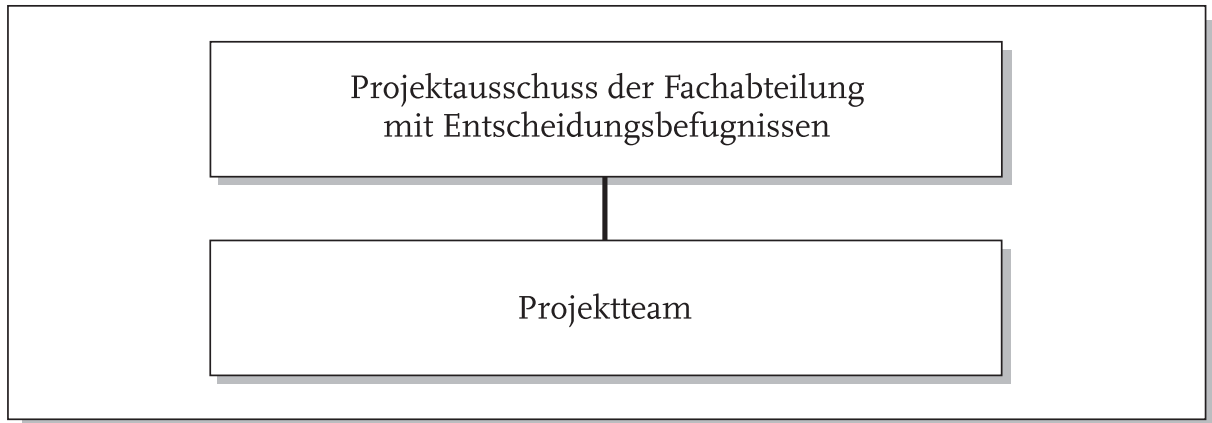 Projektausschuss der Fachabteilung
mit Entscheidungsbefugnissen
Projektteam